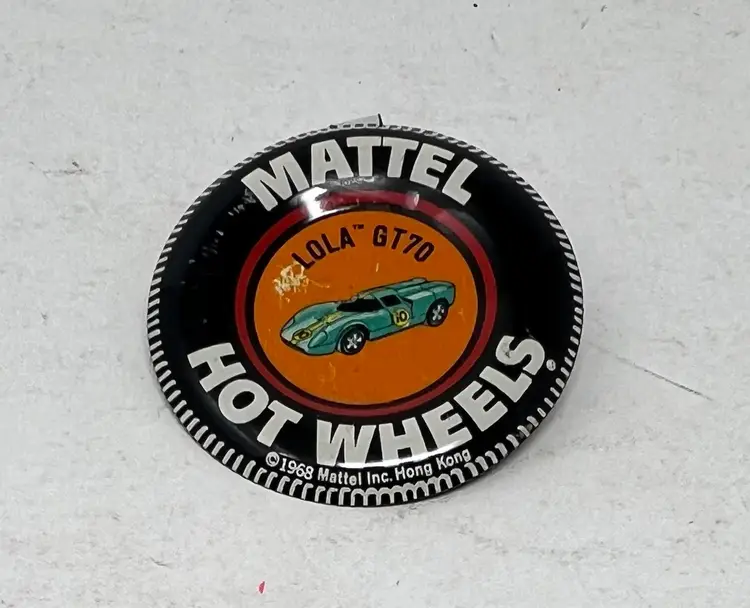 MATTEL
LOLA™ GT70
10
HOT WHEELS®
©1968 Mattel Inc. Hong Kong